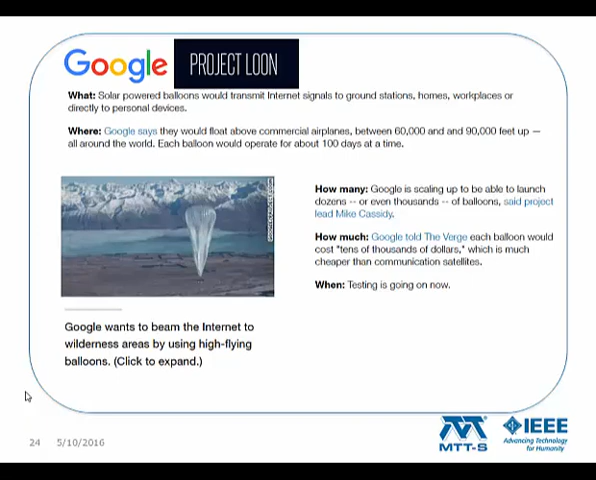 Google PROJECT LOON
What: Solar powered balloons would transmit Internet signals to ground stations, homes, workplaces or
directly to personal devices.
Where: Google says they would float above commercial airplanes, between 60,000 and and 90,000 feet up —
all around the world. Each balloon would operate for about 100 days at a time.
How many: Google is scaling up to be able to launch
dozens -- or even thousands -- of balloons, said project
lead Mike Cassidy.
How much: Google told The Verge each balloon would
cost "tens of thousands of dollars," which is much
cheaper than communication satellites.
When: Testing is going on now.
Google wants to beam the Internet to
wilderness areas by using high-flying
balloons. (Click to expand.)
24 5/10/2016
MTT-S
IEEE
Advancing Technology
for Humanity